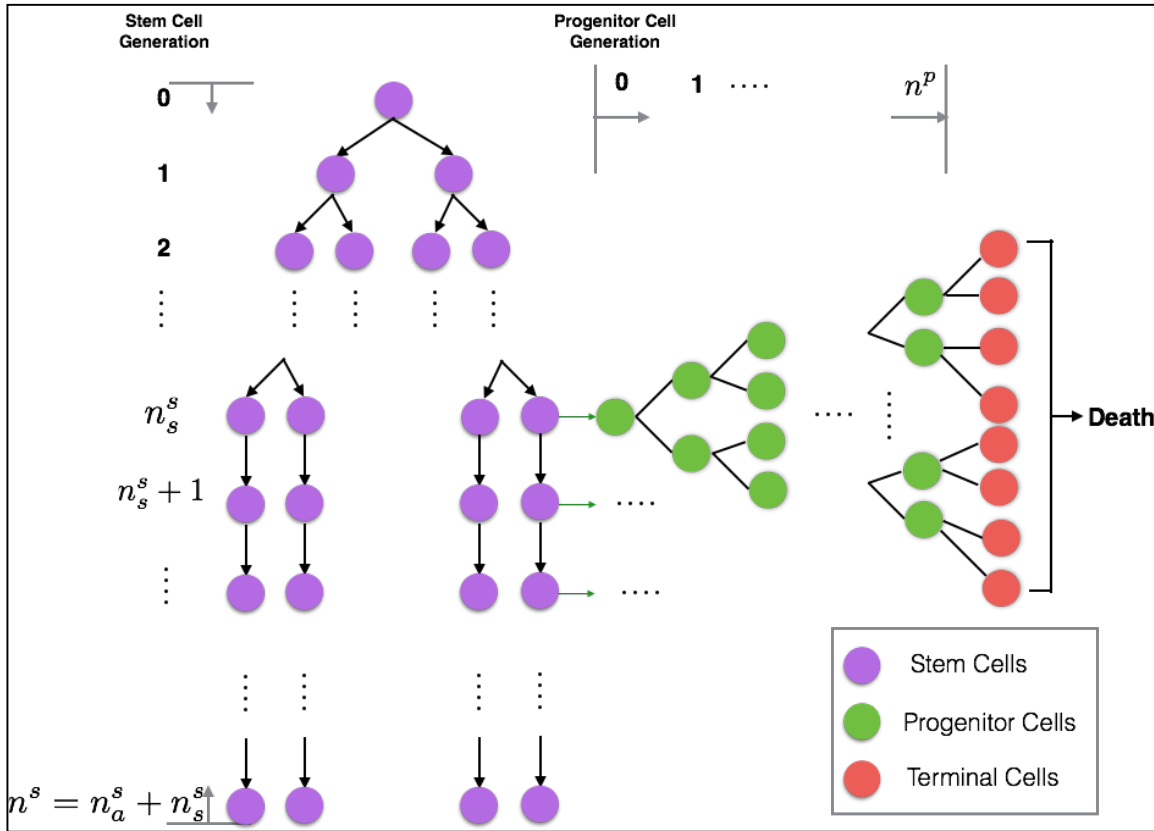 Stem Cell
Generation
Progenitor Cell
Generation
0
0
1 ....
n^p
1
2
n_s^s
n_s^s + 1
Death
n^s = n_a^s + n_s^s
Stem Cells
Progenitor Cells
Terminal Cells